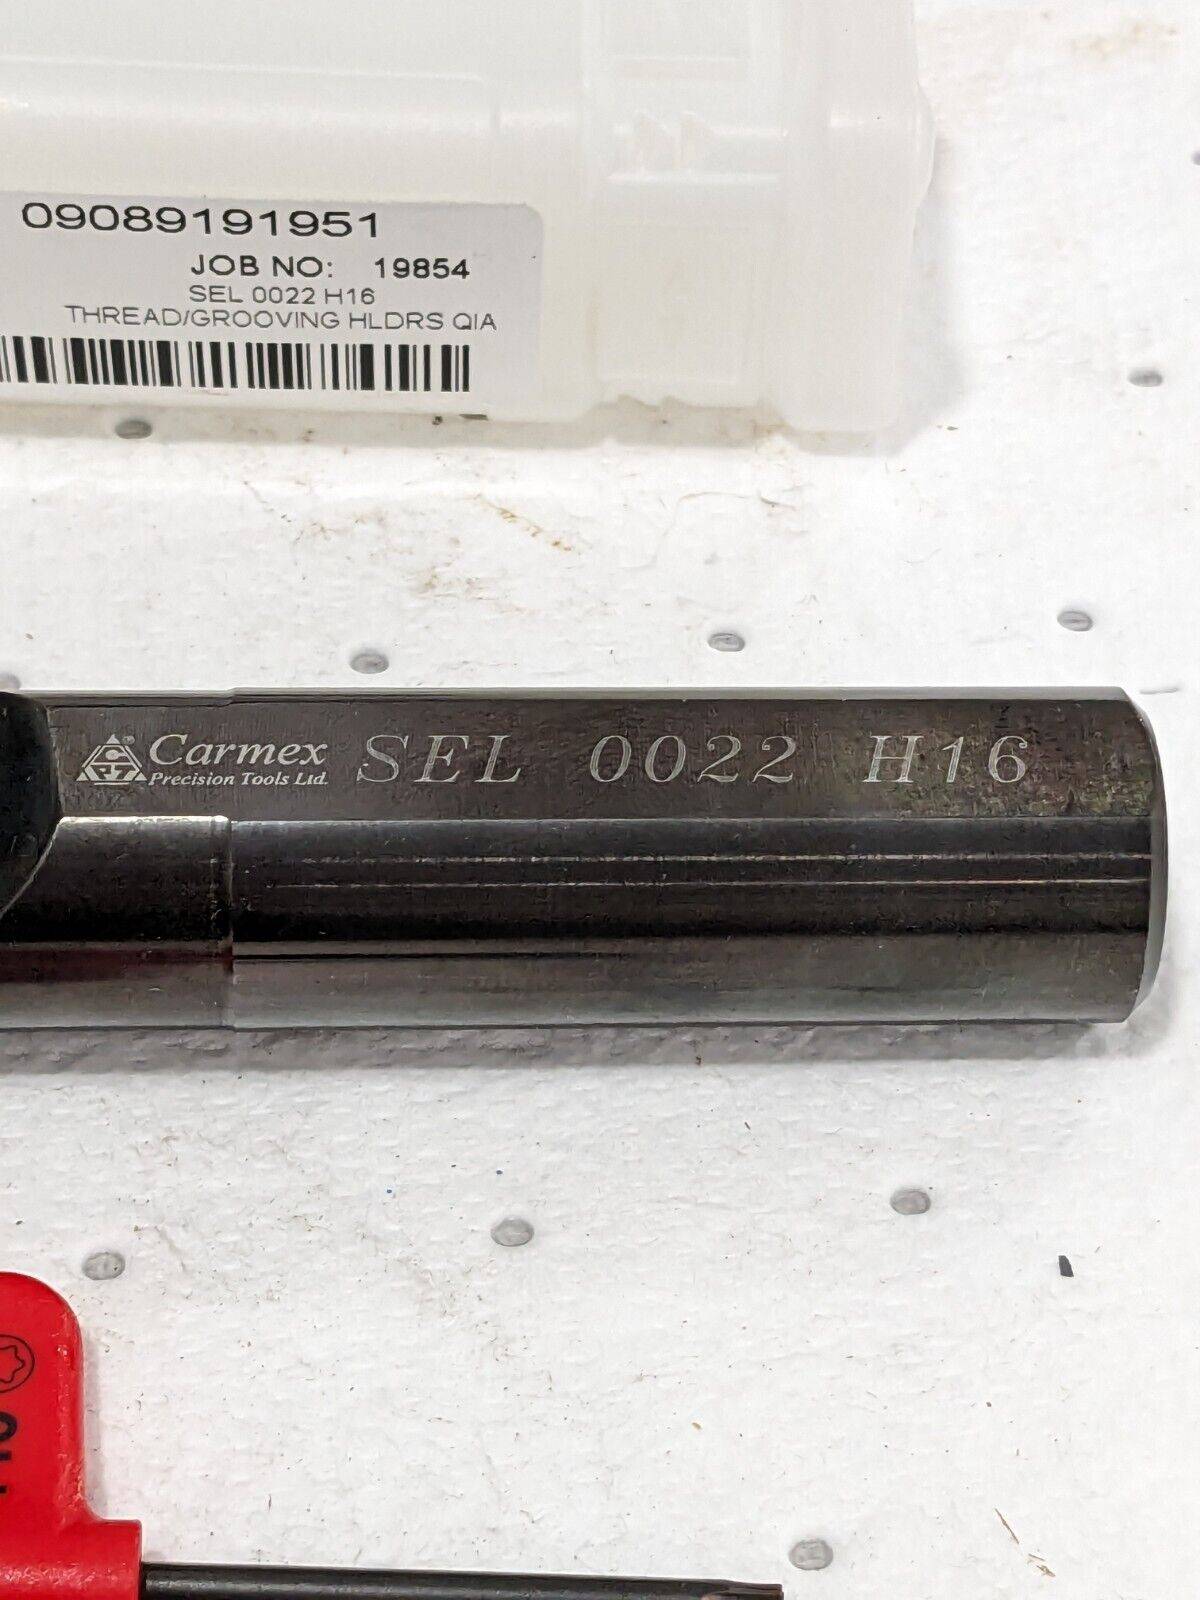 09089191951
JOB NO: 19854
SEL 0022 H16
THREAD/GROOVING HLDRS QIA
Carmex
Precision Tools Ltd.
SEL 0022 H16